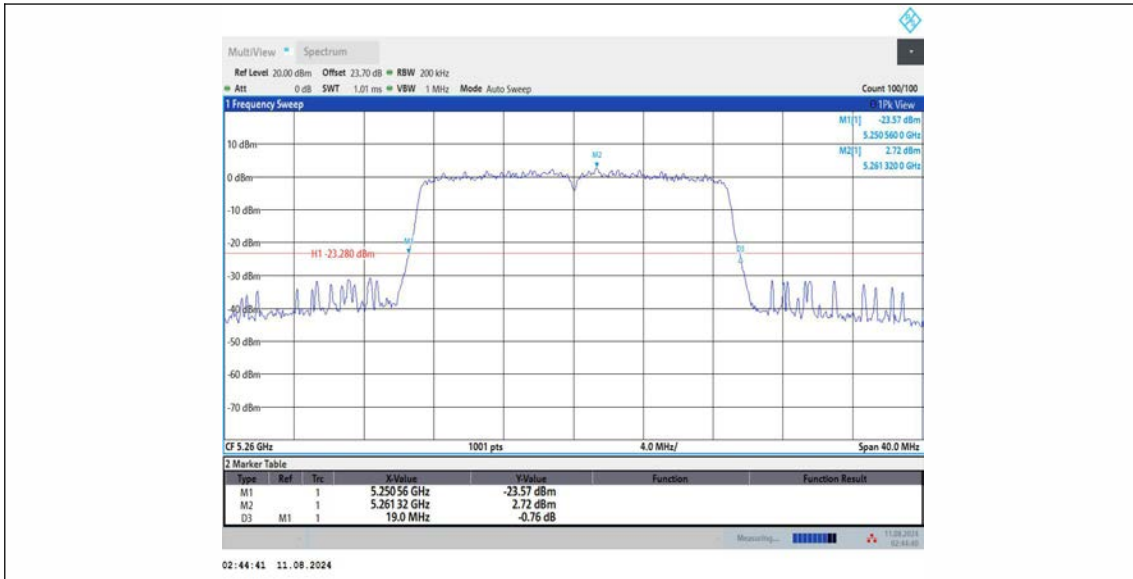 MultiView Spectrum
Ref Level 20.00 dBm Offset 23.70 dB RBW 200 kHz
Att 0 dB SWT 1.01 ms VBW 1 MHz Mode Auto Sweep Count 100/100
1 Frequency Sweep 1Pk View
M1[1] -23.57 dBm
5.250 560 0 GHz
10 dBm
M2[1] 2.72 dBm
5.261 320 0 GHz
M2
0 dBm
-10 dBm
-20 dBm
M1
D3
H1 -23.280 dBm
-30 dBm
-40 dBm
-50 dBm
-60 dBm
-70 dBm
CF 5.26 GHz 1001 pts 4.0 MHz/ Span 40.0 MHz
2 Marker Table
Type Ref Trc X-Value Y-Value Function Function Result
M1 1 5.250 56 GHz -23.57 dBm
M2 1 5.261 32 GHz 2.72 dBm
D3 M1 1 19.0 MHz -0.76 dB
Measuring... 11.08.2024
02:44:40
02:44:41 11.08.2024